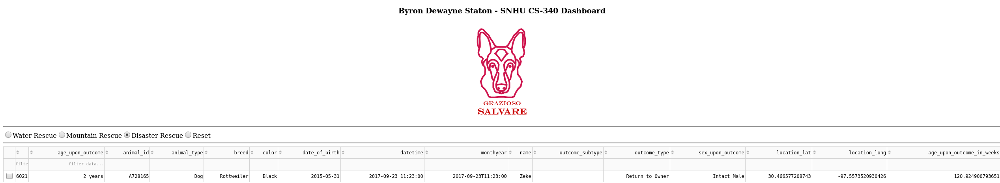 Byron Dewayne Staton - SNHU CS-340 Dashboard
GRAZIOSO
SALVARE
Water Rescue Mountain Rescue Disaster Rescue Reset
age_upon_outcome animal_id animal_type breed color date_of_birth datetime monthyear name outcome_subtype outcome_type sex_upon_outcome location_lat location_long age_upon_outcome_in_weeks
filte filter data...
6021 2 years A728165 Dog Rottweiler Black 2015-05-31 2017-09-23 11:23:00 2017-09-23T11:23:00 Zeke Return to Owner Intact Male 30.466577208743 -97.5573520930426 120.924900793651